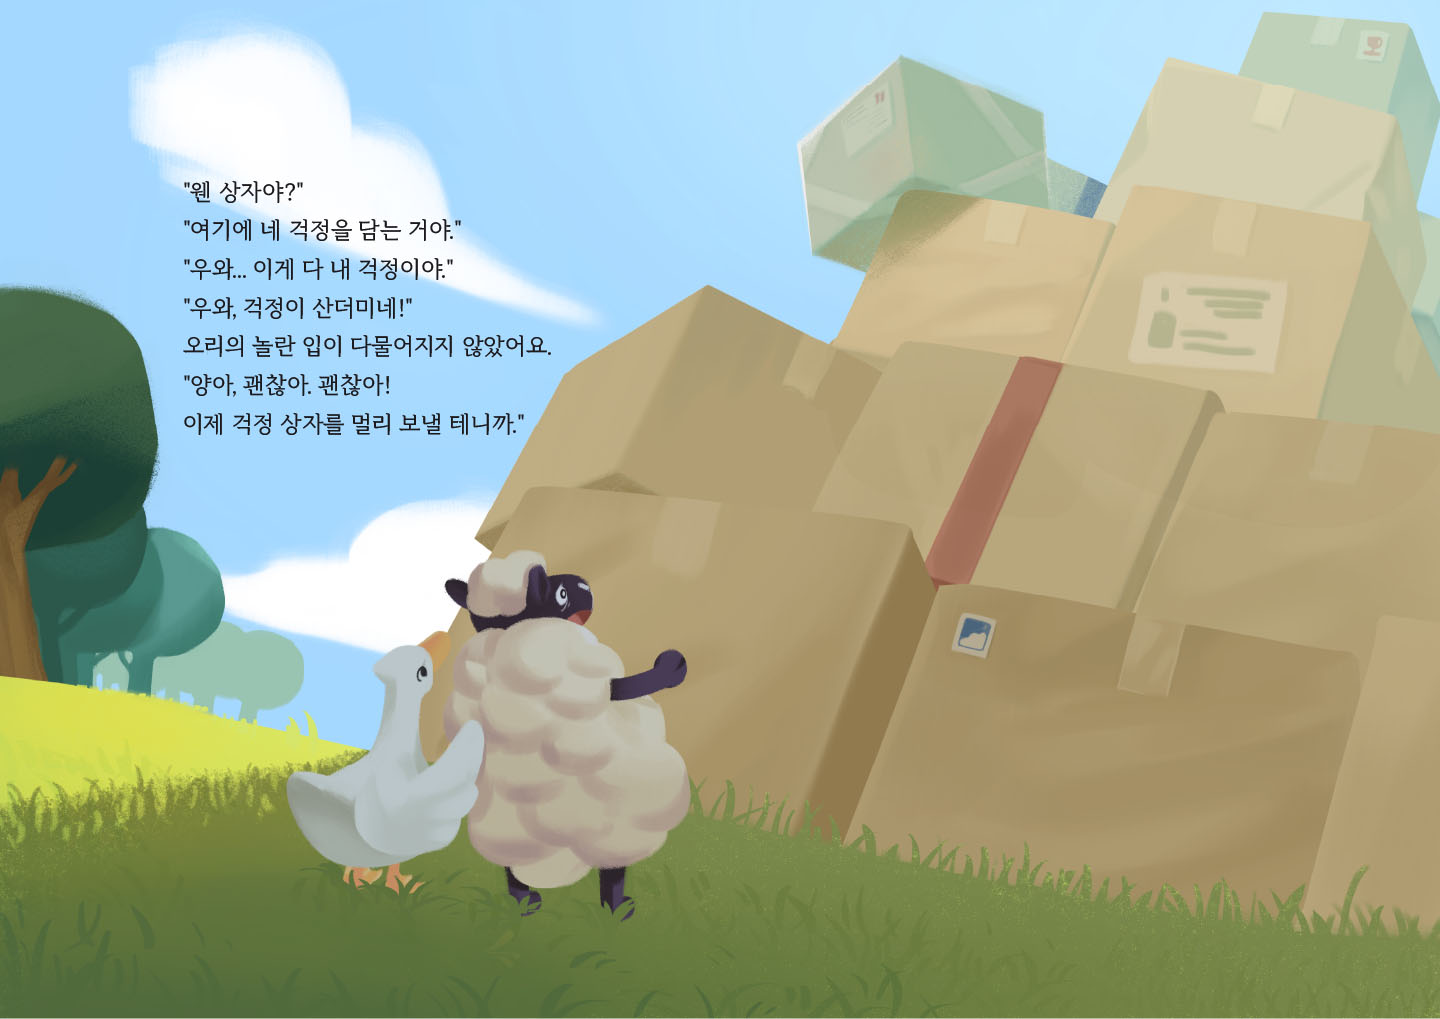 "웬 상자야?"
"여기에 네 걱정을 담는 거야."
"우와... 이게 다 내 걱정이야."
"우와, 걱정이 산더미네!"
오리의 놀란 입이 다물어지지 않았어요.
"양아, 괜찮아. 괜찮아!
이제 걱정 상자를 멀리 보낼 테니까."